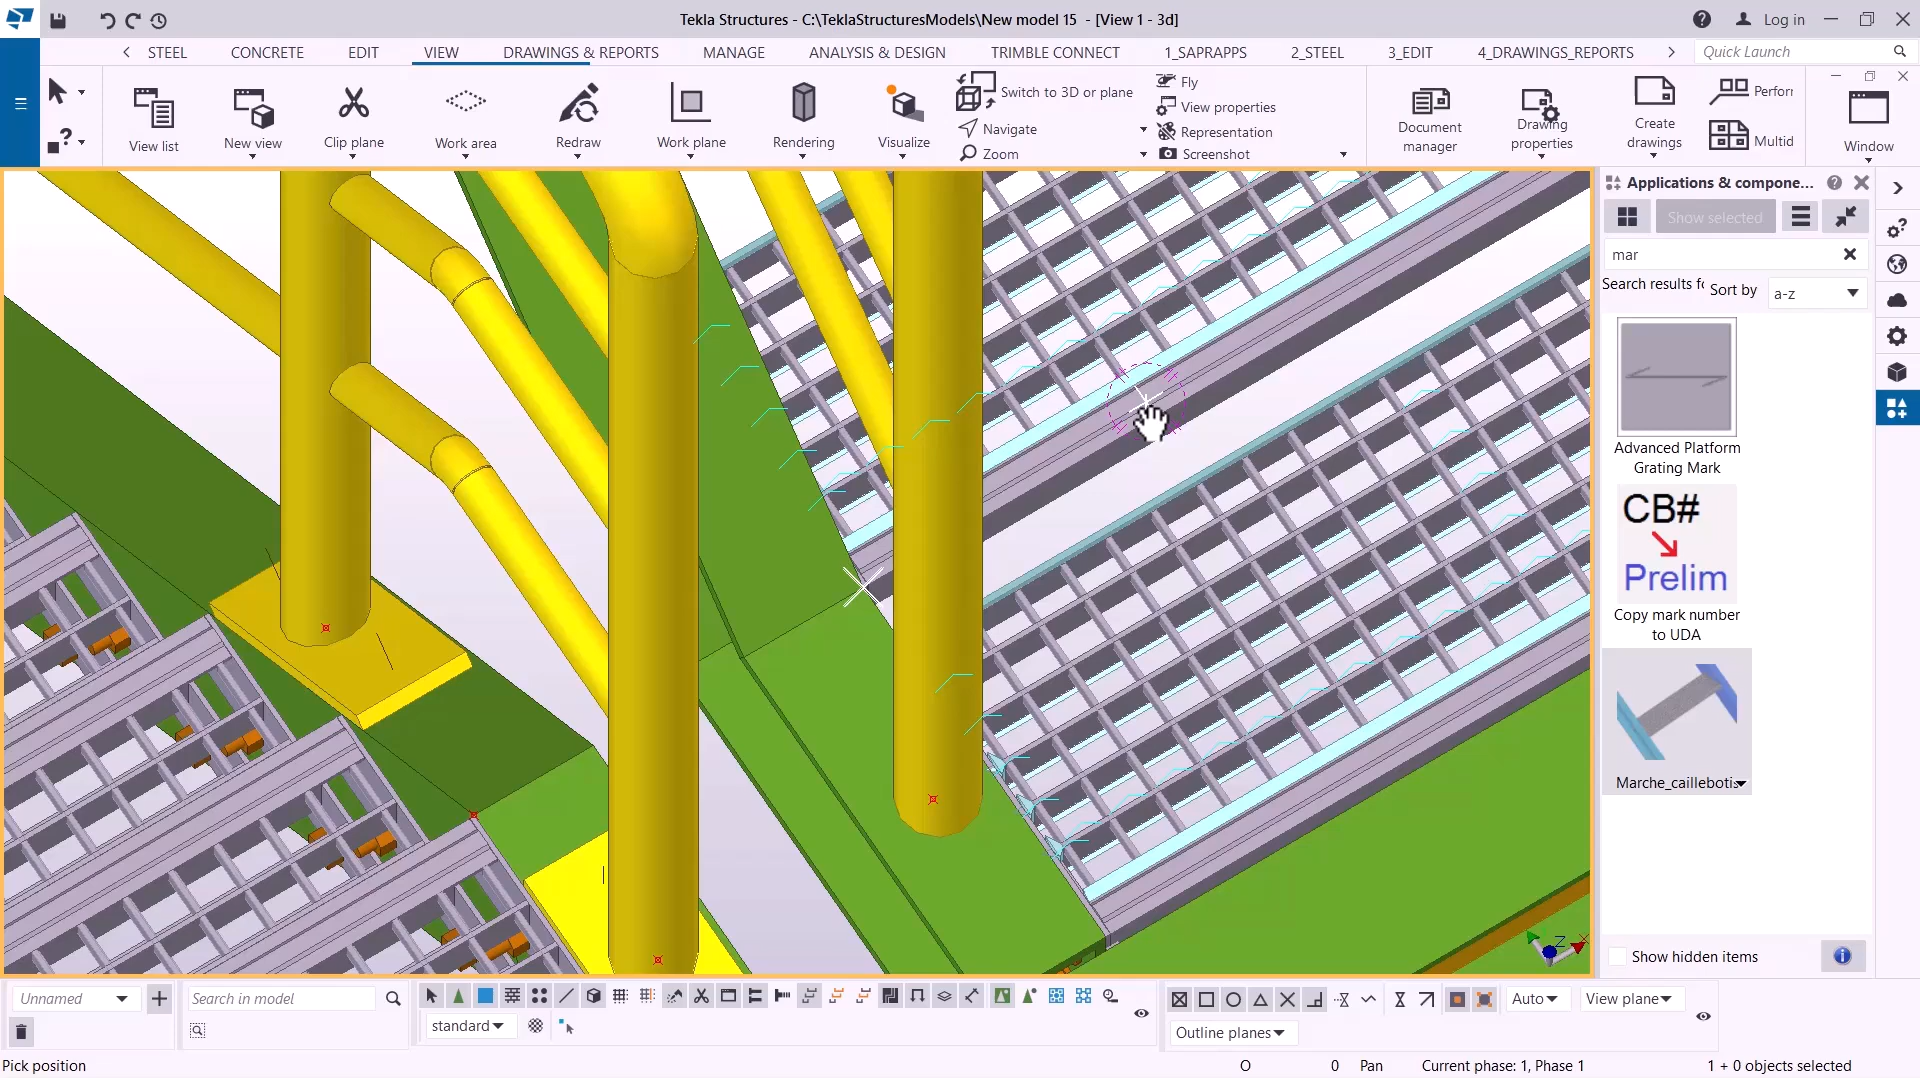 Tekla Structures - C:\TeklaStructuresModels\New model 15 - [View 1 - 3d]
Log in
STEEL CONCRETE EDIT VIEW DRAWINGS & REPORTS MANAGE ANALYSIS & DESIGN TRIMBLE CONNECT 1_SAPRAPPS 2_STEEL 3_EDIT 4_DRAWINGS_REPORTS
Quick Launch
View list
New view
Clip plane
Work area
Redraw
Work plane
Rendering
Visualize
Switch to 3D or plane
Navigate
Zoom
Fly
View properties
Representation
Screenshot
Document manager
Drawing properties
Create drawings
Perfor
Multid
Window
Applications & compone...
Show selected
mar
Search results fo
Sort by
a-z
Advanced Platform
Grating Mark
CB#
Prelim
Copy mark number
to UDA
Marche_caillebotis
Z
X
Show hidden items
Unnamed
Search in model
standard
Auto
View plane
Outline planes
Pick position
O 0 Pan Current phase: 1, Phase 1 1 + 0 objects selected